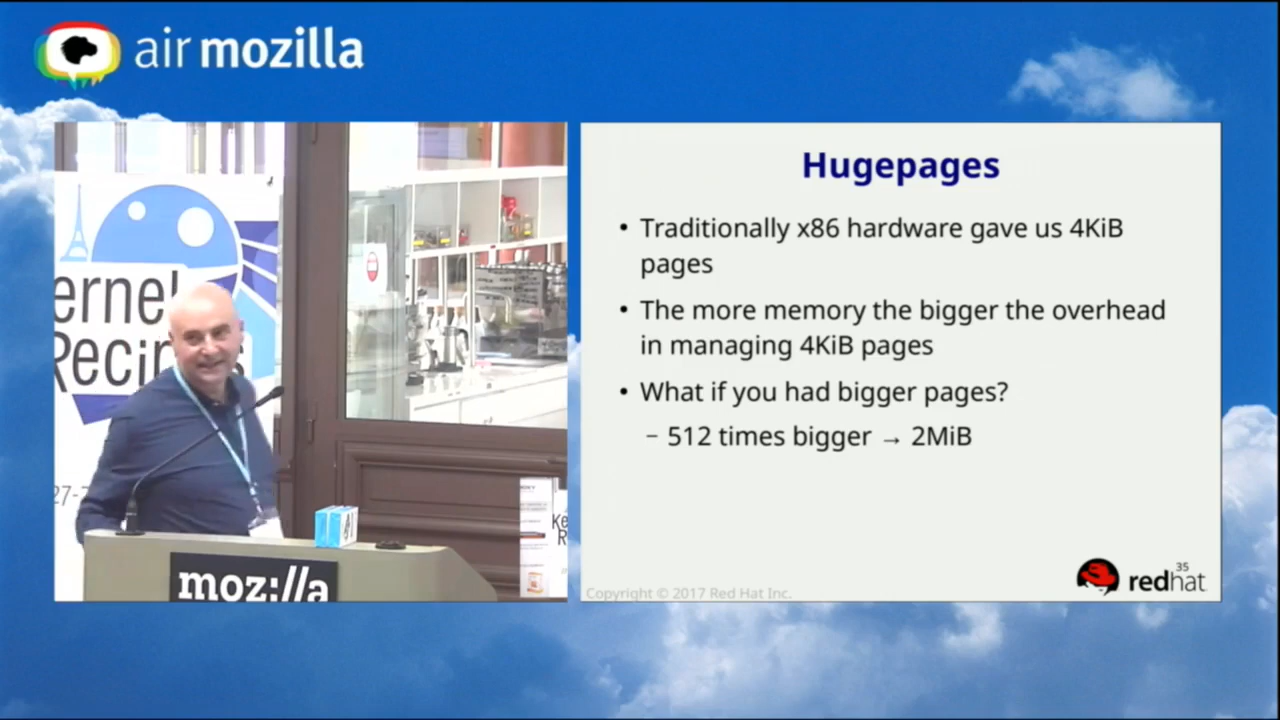 air mozilla
ernel
Recip s
27-
moz://a
Ke
R
Hugepages
• Traditionally x86 hardware gave us 4KiB
pages
• The more memory the bigger the overhead
in managing 4KiB pages
• What if you had bigger pages?
– 512 times bigger → 2MiB
35
redhat.
Copyright © 2017 Red Hat Inc.